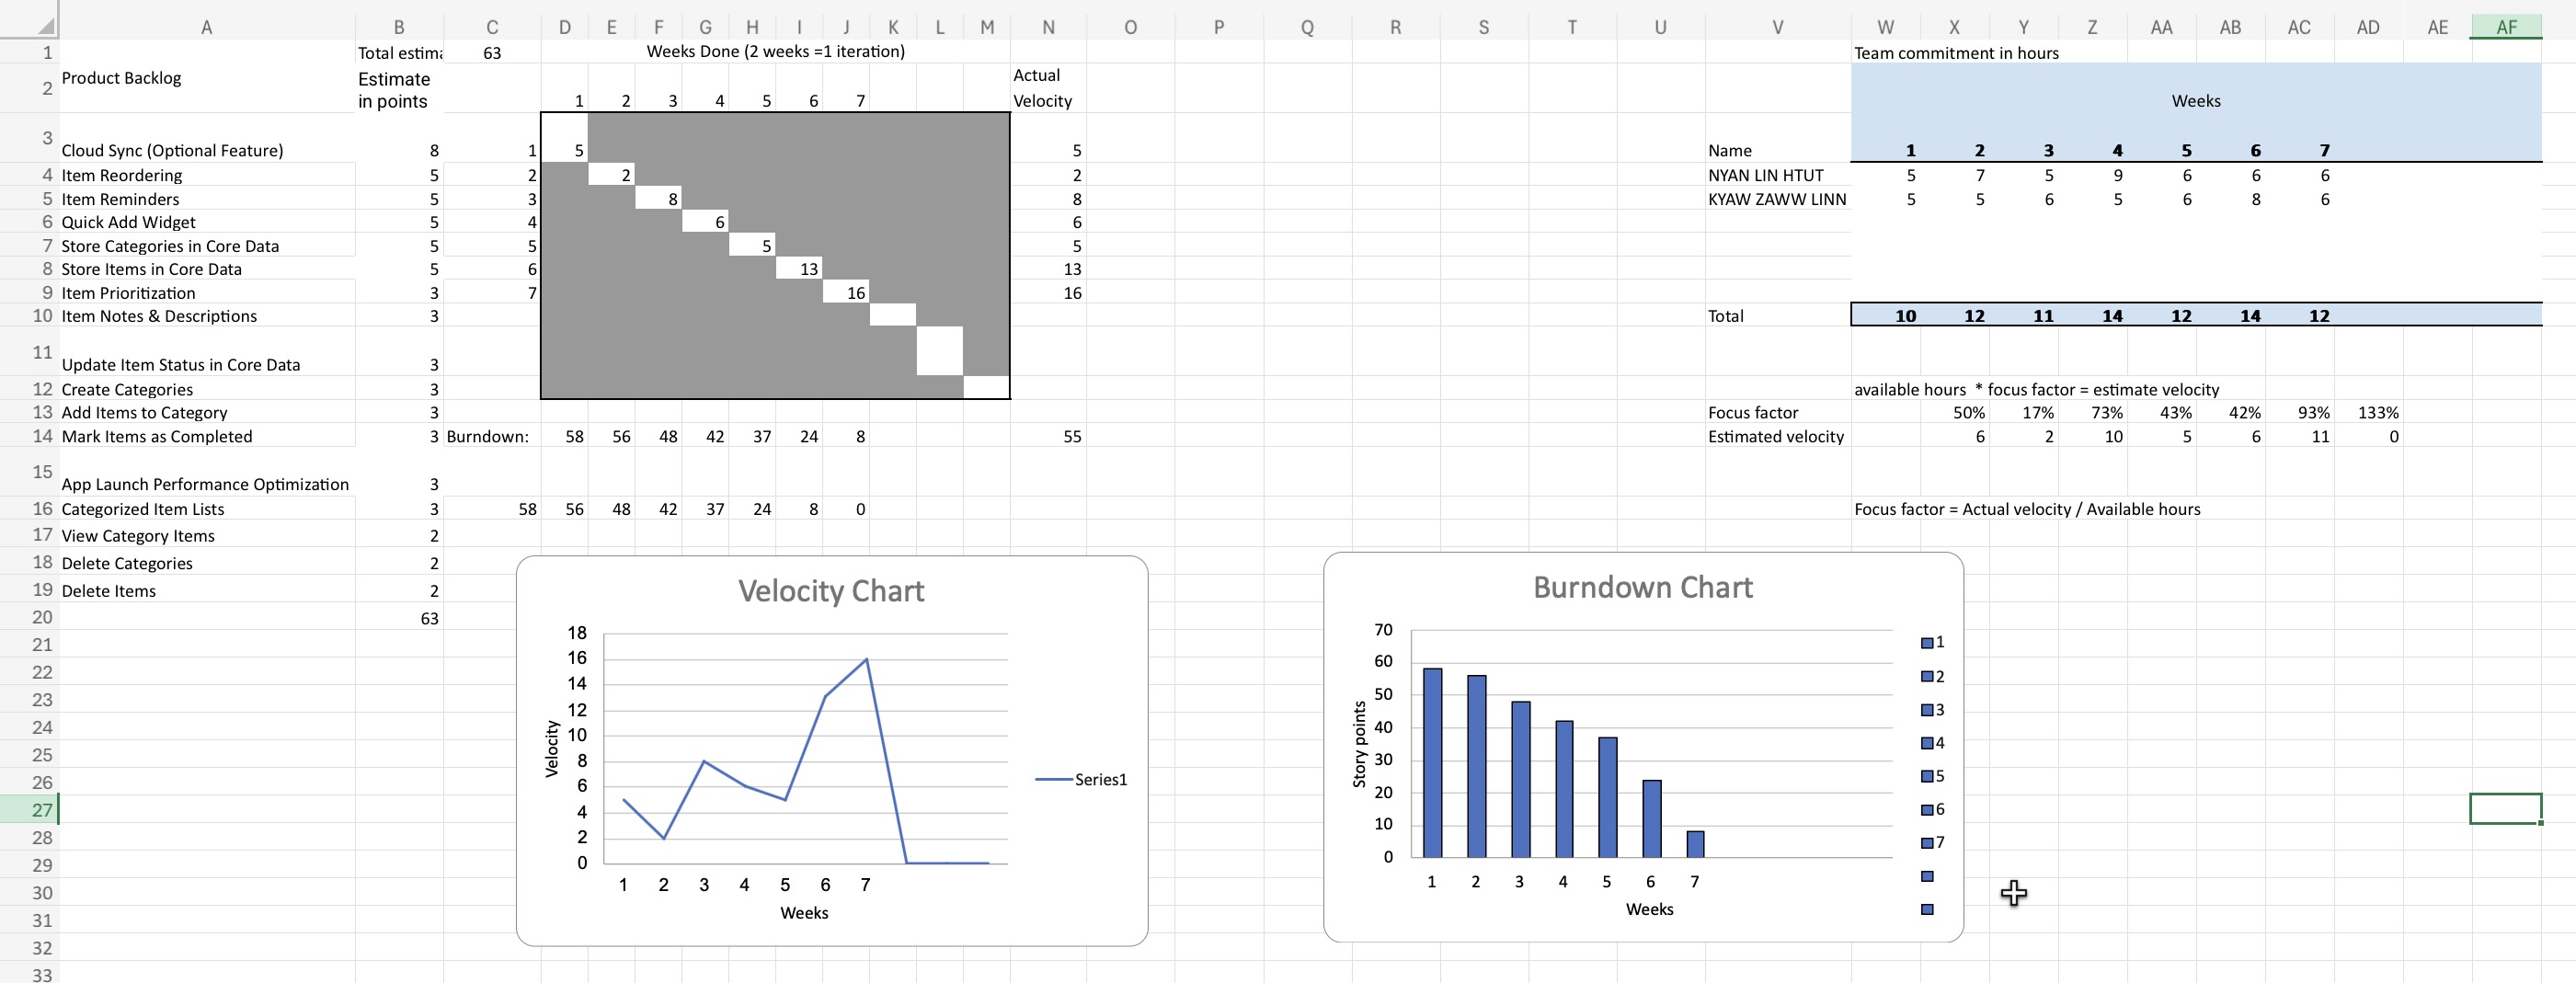 A B C D E F G H I J K L M N O P Q R S T U V W X Y Z AA AB AC AD AE AF
1 Total estima 63 Weeks Done (2 weeks =1 iteration) Team commitment in hours
2 Product Backlog Estimate in points 1 2 3 4 5 6 7 Actual Velocity Weeks
3 Cloud Sync (Optional Feature) 8 1 5 5 Name 1 2 3 4 5 6 7
4 Item Reordering 5 2 2 2 NYAN LIN HTUT 5 7 5 9 6 6 6
5 Item Reminders 5 3 8 8 KYAW ZAWW LINN 5 5 6 5 6 8 6
6 Quick Add Widget 5 4 6 6
7 Store Categories in Core Data 5 5 5 5
8 Store Items in Core Data 5 6 13 13
9 Item Prioritization 3 7 16 16
10 Item Notes & Descriptions 3 Total 10 12 11 14 12 14 12
11 Update Item Status in Core Data 3
12 Create Categories 3 available hours * focus factor = estimate velocity
13 Add Items to Category 3 Focus factor 50% 17% 73% 43% 42% 93% 133%
14 Mark Items as Completed 3 Burndown: 58 56 48 42 37 24 8 55 Estimated velocity 6 2 10 5 6 11 0
15 App Launch Performance Optimization 3
16 Categorized Item Lists 3 58 56 48 42 37 24 8 0 Focus factor = Actual velocity / Available hours
17 View Category Items 2
18 Delete Categories 2
19 Delete Items 2
20 63
21
22
23
24
25
26
27
28
29
30
31
32
33
Velocity Chart
18
16
14
12
10
8
6
4
2
0
Velocity
1 2 3 4 5 6 7
Weeks
Series1
Burndown Chart
70
60
50
40
30
20
10
0
Story points
1 2 3 4 5 6 7
Weeks
1
2
3
4
5
6
7